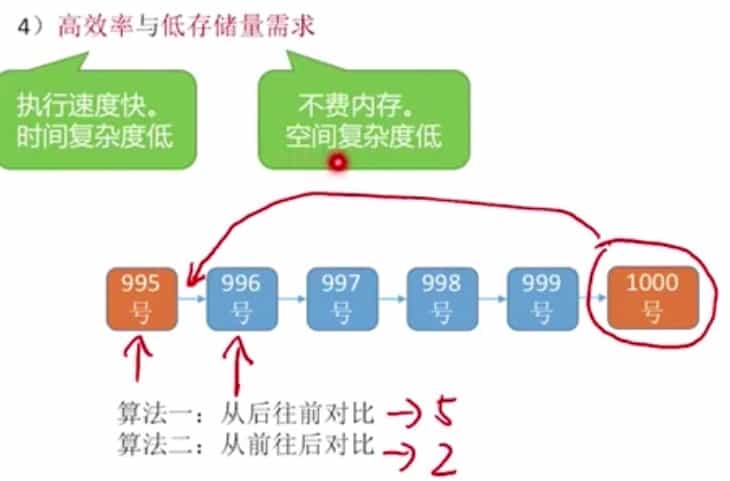 4）高效率与低存储量需求
执行速度快。
时间复杂度低
不费内存。
空间复杂度低
995
号
996
号
997
号
998
号
999
号
1000
号
算法一：从后往前对比 → 5
算法二：从前往后对比 → 2